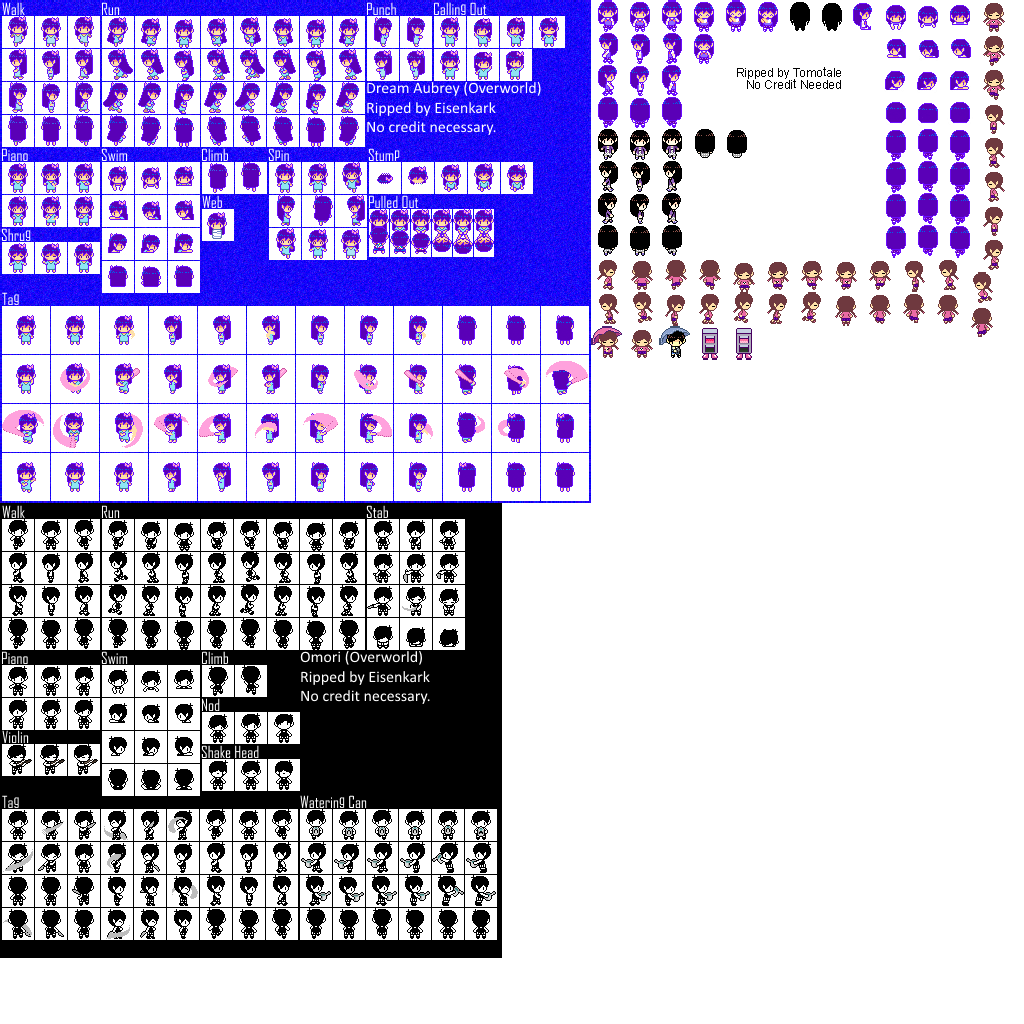 Walk Run Punch Calling Out
Dream Aubrey (Overworld)
Ripped by Eisenkark
No credit necessary.
Piano Swim Climb Spin Stump
Web Pulled Out
Shrug
Tag
Ripped by Tomotale
No Credit Needed
Walk Run Stab
Piano Swim Climb
Omori (Overworld)
Ripped by Eisenkark
No credit necessary.
Nod
Violin
Shake Head
Tag Watering Can